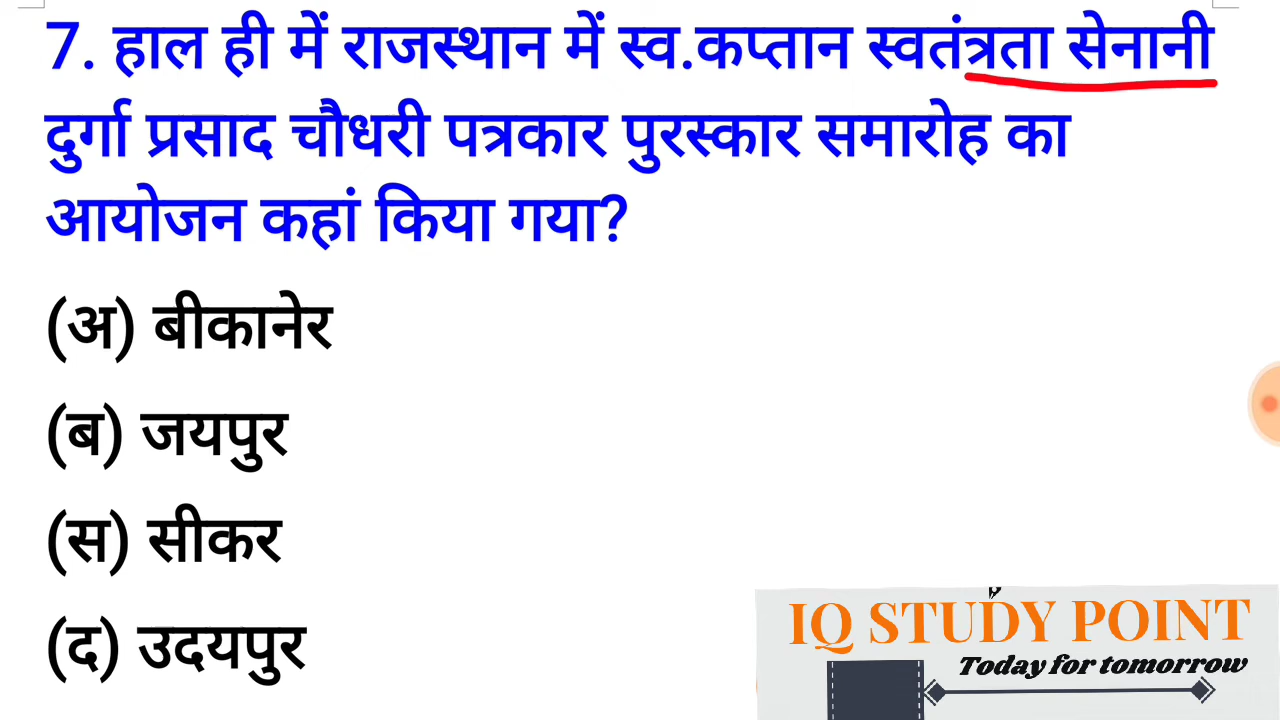 7. हाल ही में राजस्थान में स्व.कप्तान स्वतंत्रता सेनानी
दुर्गा प्रसाद चौधरी पत्रकार पुरस्कार समारोह का
आयोजन कहां किया गया?
(अ) बीकानेर
(ब) जयपुर
(स) सीकर
(द) उदयपुर
IQ STUDY POINT
Today for tomorrow